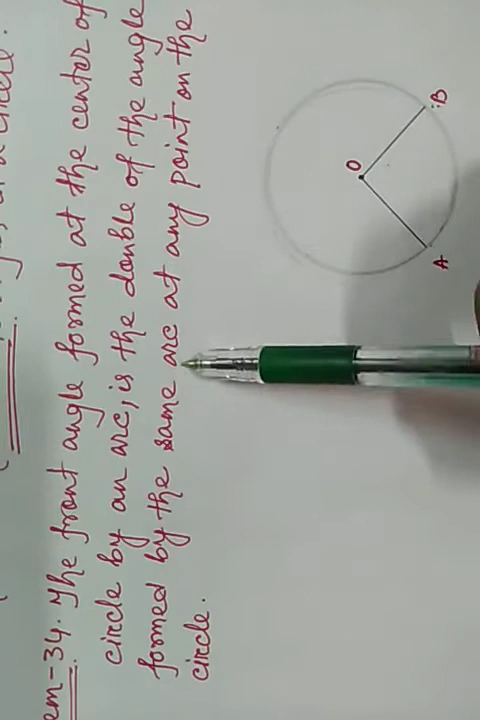 em-34. The front angle formed at the center of
circle by an arc, is the double of the angle
formed by the same arc at any point on the
circle.
O
A
B